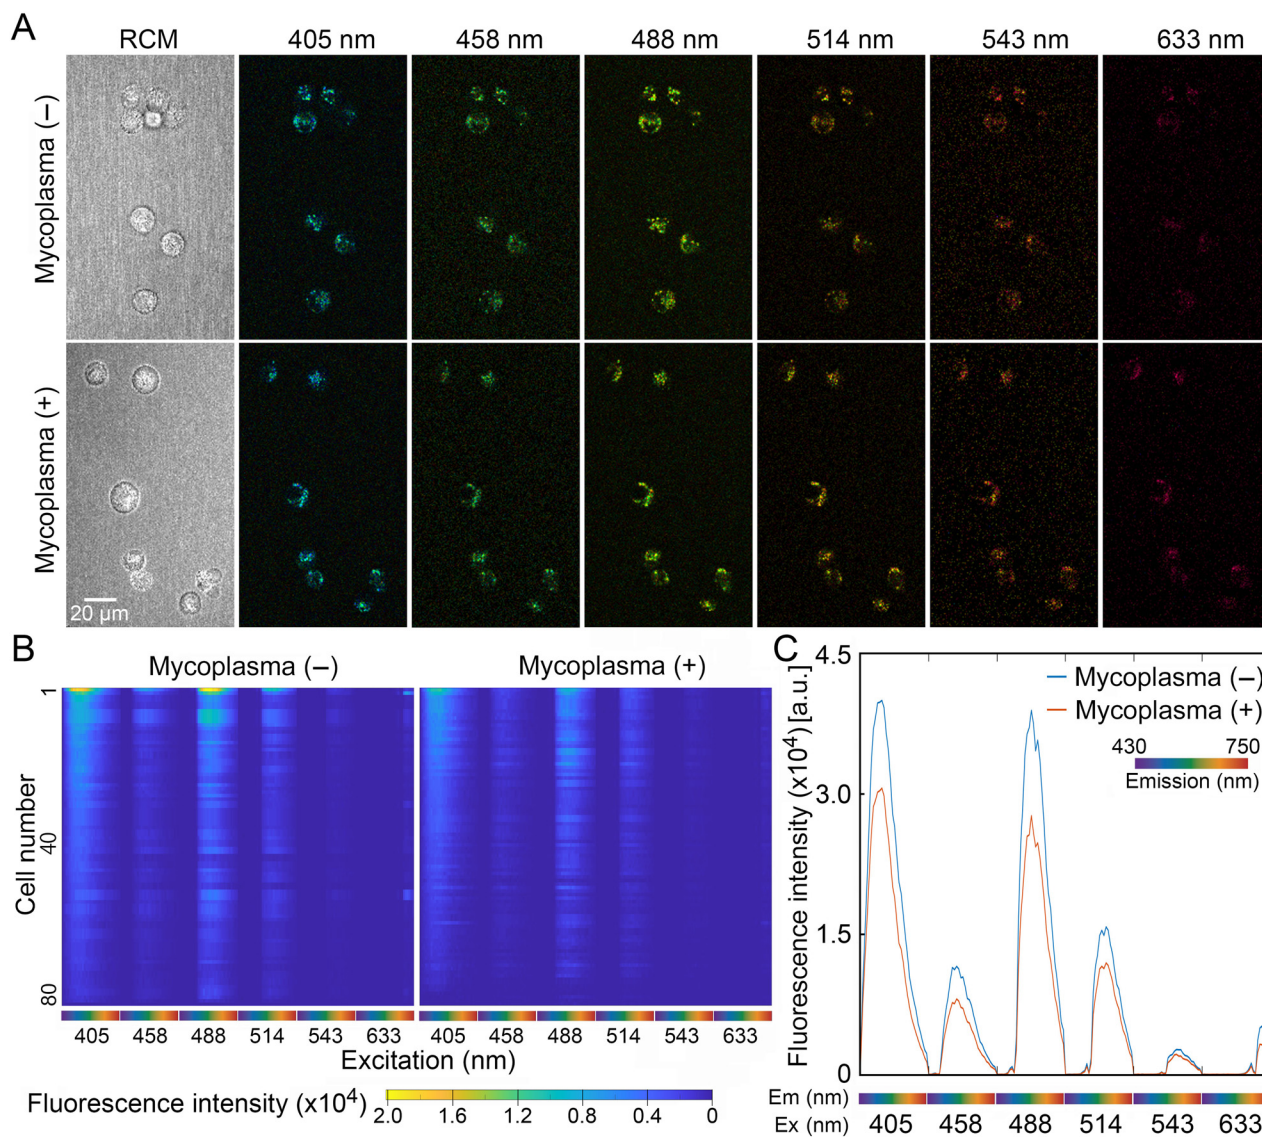 A
RCM 405 nm 458 nm 488 nm 514 nm 543 nm 633 nm
Mycoplasma (–)
Mycoplasma (+)
20 µm
B
Mycoplasma (–) Mycoplasma (+)
Cell number
1
40
80
405 458 488 514 543 633 405 458 488 514 543 633
Excitation (nm)
Fluorescence intensity (x10⁴)
2.0 1.6 1.2 0.8 0.4 0
C
Fluorescence intensity (x10⁴)[a.u.]
4.5
3.0
1.5
0
Mycoplasma (–)
Mycoplasma (+)
430 750
Emission (nm)
Em (nm)
Ex (nm) 405 458 488 514 543 633